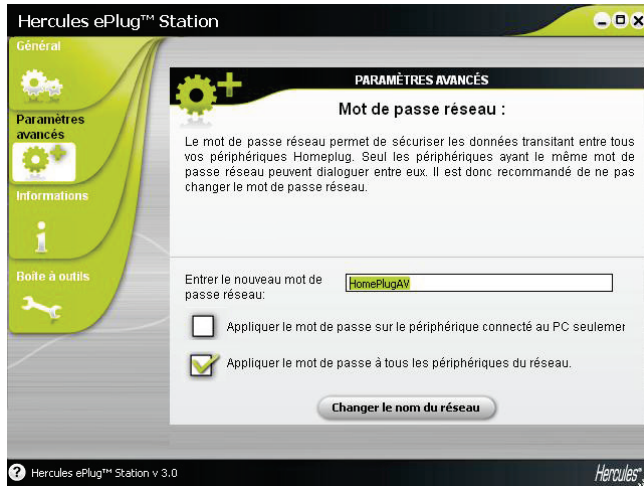 Hercules ePlug™ Station
Général
Paramètres
avancés
Informations
Boite à outils
PARAMÈTRES AVANCÉS
Mot de passe réseau :
Le mot de passe réseau permet de sécuriser les données transitant entre tous
vos périphériques Homeplug. Seul les périphériques ayant le même mot de
passe réseau peuvent dialoguer entre eux. Il est donc recommandé de ne pas
changer le mot de passe réseau.
Entrer le nouveau mot de
passe réseau:
HomePlugAV
Appliquer le mot de passe sur le périphérique connecté au PC seulemer
Appliquer le mot de passe à tous les périphériques du réseau.
Changer le nom du réseau
? Hercules ePlug™ Station v 3.0
Hercules™